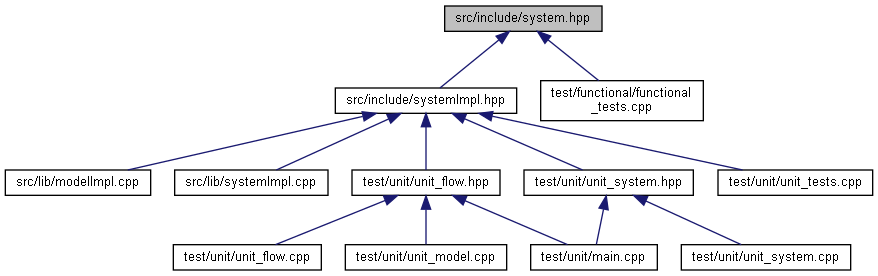 src/include/system.hpp
src/include/systemImpl.hpp
test/functional/functional
_tests.cpp
src/lib/modelImpl.cpp
src/lib/systemImpl.cpp
test/unit/unit_flow.hpp
test/unit/unit_system.hpp
test/unit/unit_tests.cpp
test/unit/unit_flow.cpp
test/unit/unit_model.cpp
test/unit/main.cpp
test/unit/unit_system.cpp